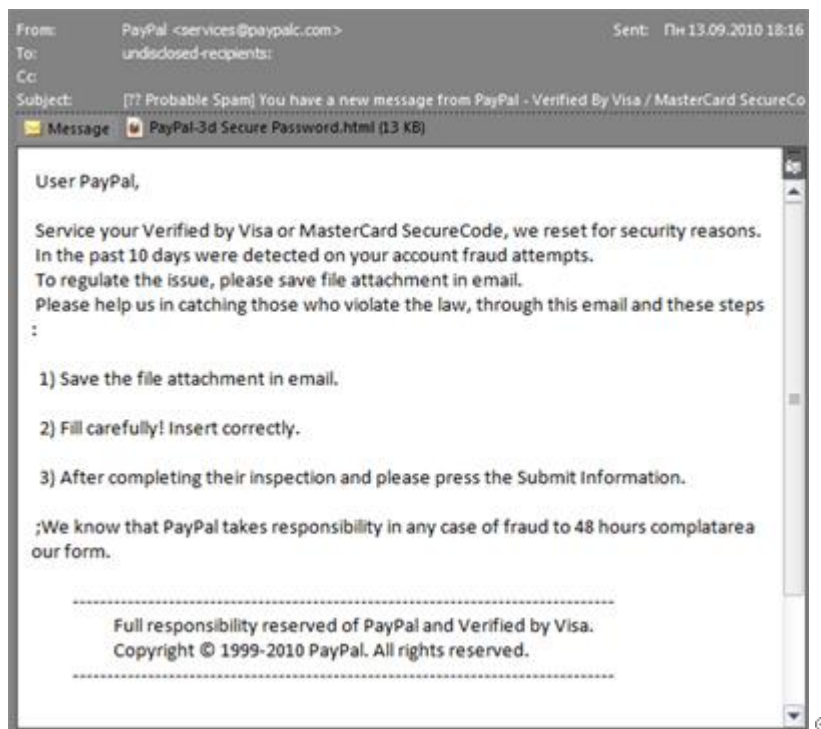 From: PayPal <services@paypalc.com> Sent: Пн 13.09.2010 18:16
To: undisclosed-recipients:
Cc:
Subject: [?? Probable Spam] You have a new message from PayPal - Verified By Visa / MasterCard SecureCo
Message PayPal-3d Secure Password.html (13 KB)
User PayPal,
Service your Verified by Visa or MasterCard SecureCode, we reset for security reasons.
In the past 10 days were detected on your account fraud attempts.
To regulate the issue, please save file attachment in email.
Please help us in catching those who violate the law, through this email and these steps
:
1) Save the file attachment in email.
2) Fill carefully! Insert correctly.
3) After completing their inspection and please press the Submit Information.
;We know that PayPal takes responsibility in any case of fraud to 48 hours complatarea
our form.
--------------------------------------------------------------------------------
Full responsibility reserved of PayPal and Verified by Visa.
Copyright © 1999-2010 PayPal. All rights reserved.
--------------------------------------------------------------------------------